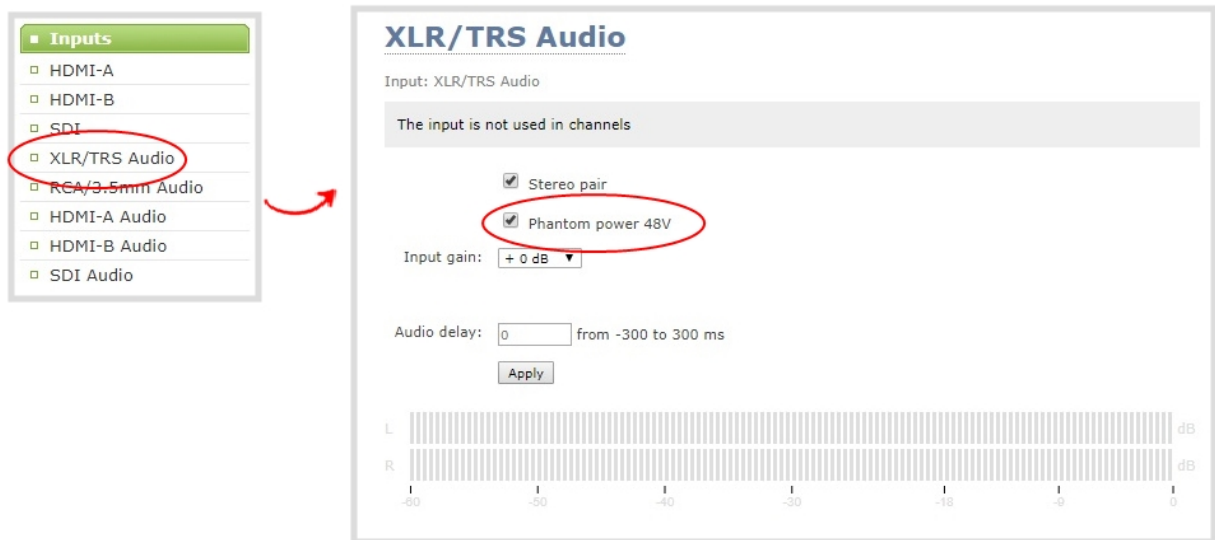 Inputs
HDMI-A
HDMI-B
SDI
XLR/TRS Audio
RCA/3.5mm Audio
HDMI-A Audio
HDMI-B Audio
SDI Audio
XLR/TRS Audio
Input: XLR/TRS Audio
The input is not used in channels
Stereo pair
Phantom power 48V
Input gain: + 0 dB
Audio delay: 0 from -300 to 300 ms
Apply
L dB
R dB
-60 -50 -40 -30 -18 -9 0